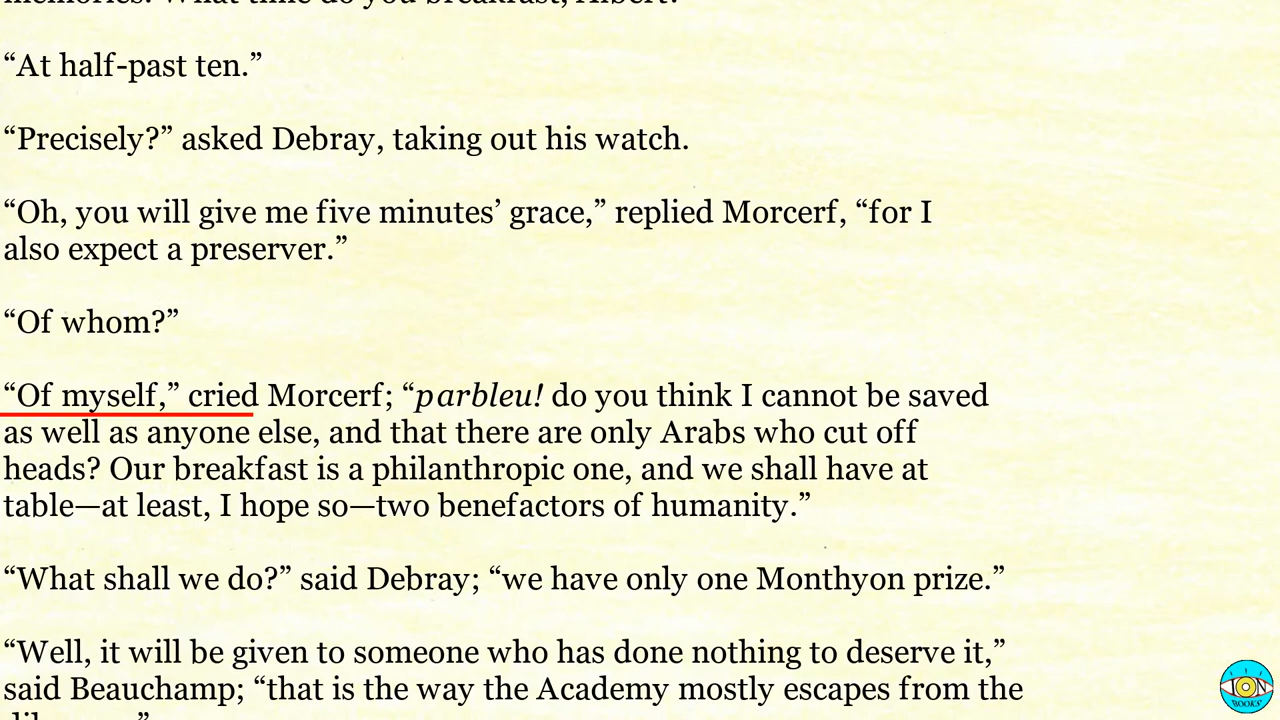 “At half-past ten.”
“Precisely?” asked Debray, taking out his watch.
“Oh, you will give me five minutes’ grace,” replied Morcerf, “for I
also expect a preserver.”
“Of whom?”
“Of myself,” cried Morcerf; “parbleu! do you think I cannot be saved
as well as anyone else, and that there are only Arabs who cut off
heads? Our breakfast is a philanthropic one, and we shall have at
table—at least, I hope so—two benefactors of humanity.”
“What shall we do?” said Debray; “we have only one Monthyon prize.”
“Well, it will be given to someone who has done nothing to deserve it,”
said Beauchamp; “that is the way the Academy mostly escapes from the
ION
BOOKS